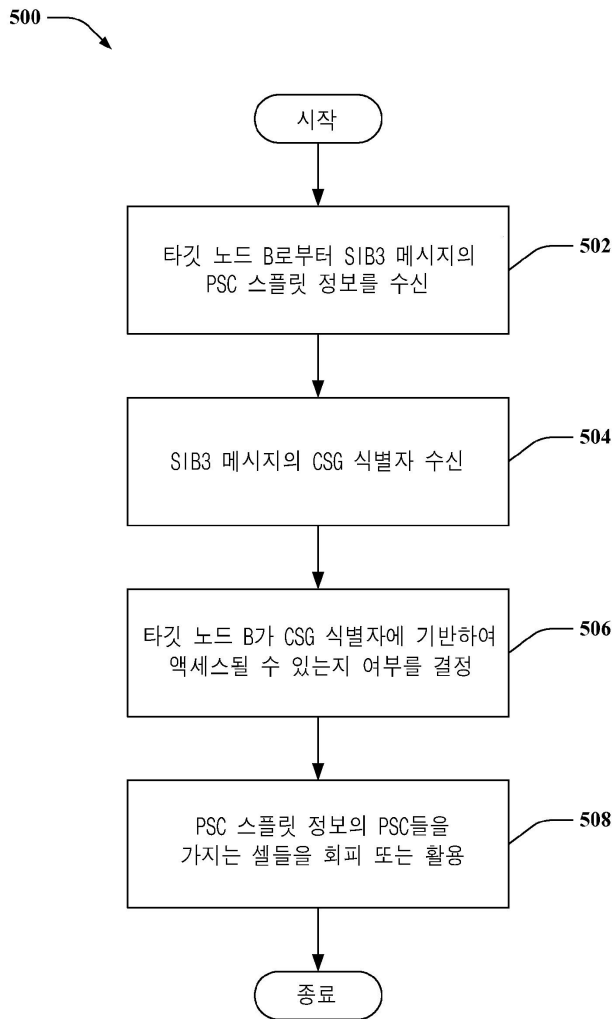 500
시작
타깃 노드 B로부터 SIB3 메시지의
PSC 스플릿 정보를 수신
502
SIB3 메시지의 CSG 식별자 수신
504
타깃 노드 B가 CSG 식별자에 기반하여
액세스될 수 있는지 여부를 결정
506
PSC 스플릿 정보의 PSC들을
가지는 셀들을 회피 또는 활용
508
종료